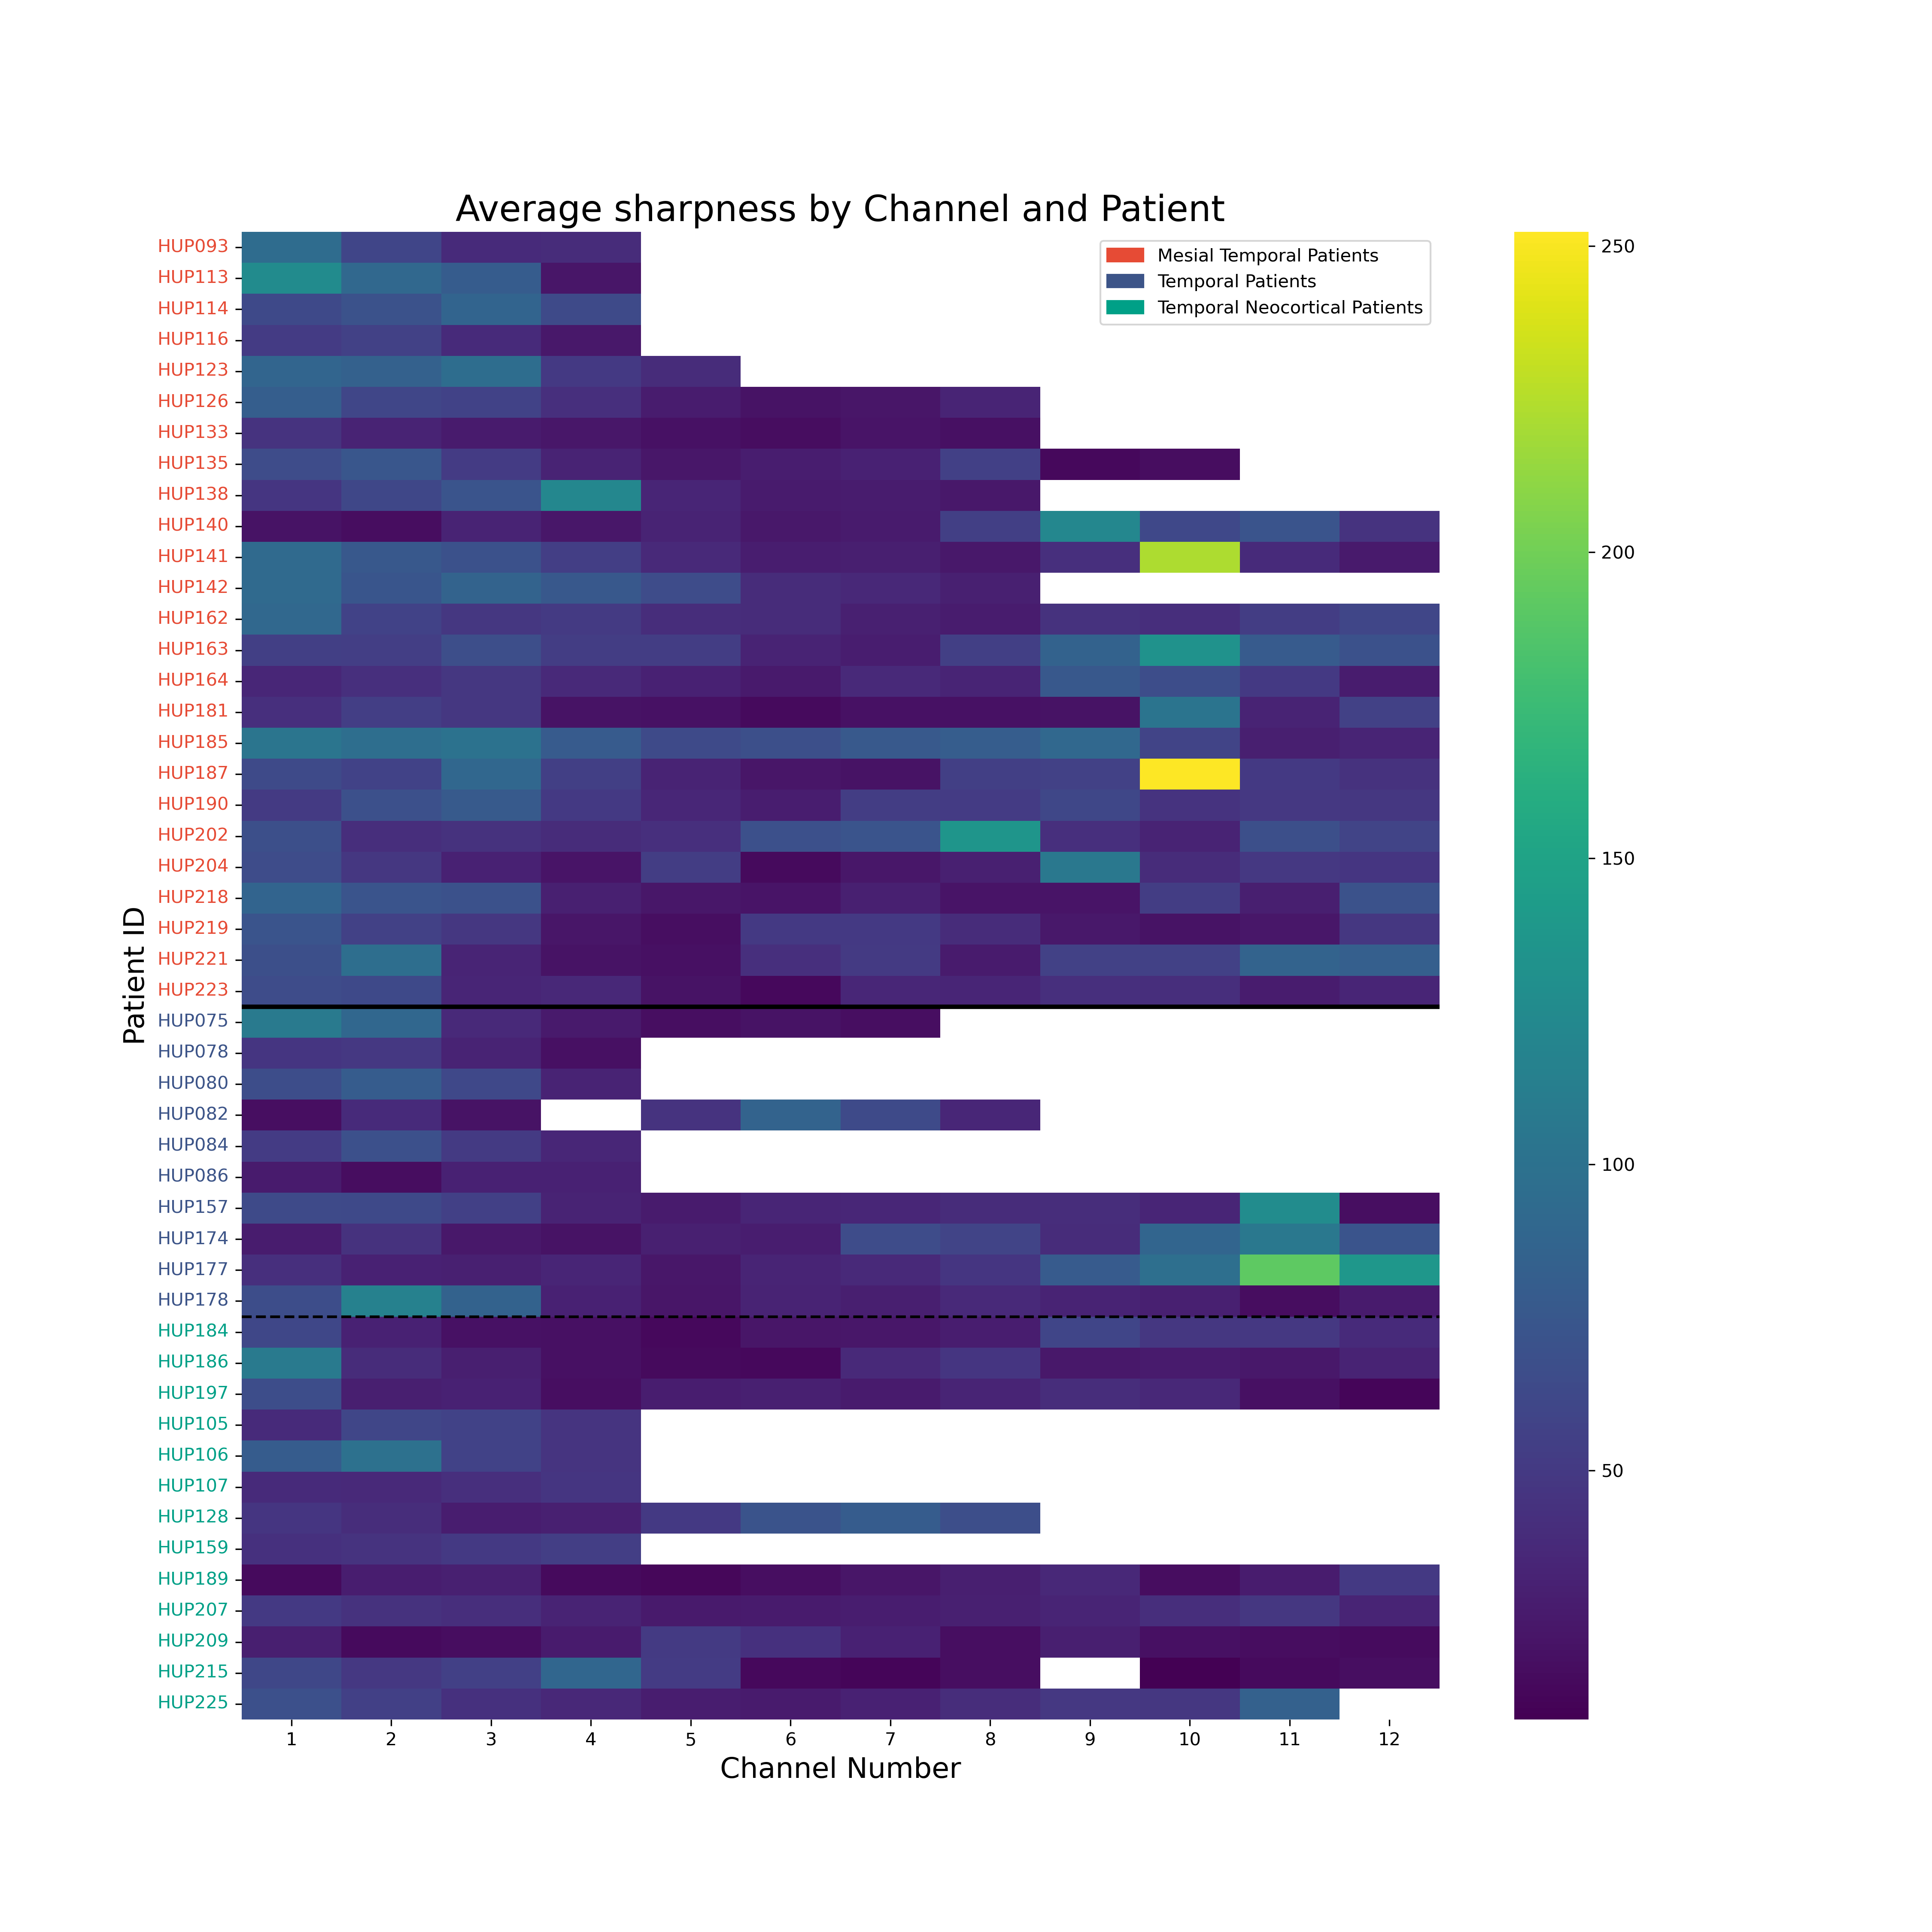 Average sharpness by Channel and Patient
Mesial Temporal Patients
Temporal Patients
Temporal Neocortical Patients
Patient ID
HUP093
HUP113
HUP114
HUP116
HUP123
HUP126
HUP133
HUP135
HUP138
HUP140
HUP141
HUP142
HUP162
HUP163
HUP164
HUP181
HUP185
HUP187
HUP190
HUP202
HUP204
HUP218
HUP219
HUP221
HUP223
HUP075
HUP078
HUP080
HUP082
HUP084
HUP086
HUP157
HUP174
HUP177
HUP178
HUP184
HUP186
HUP197
HUP105
HUP106
HUP107
HUP128
HUP159
HUP189
HUP207
HUP209
HUP215
HUP225
1 2 3 4 5 6 7 8 9 10 11 12
Channel Number
250
200
150
100
50